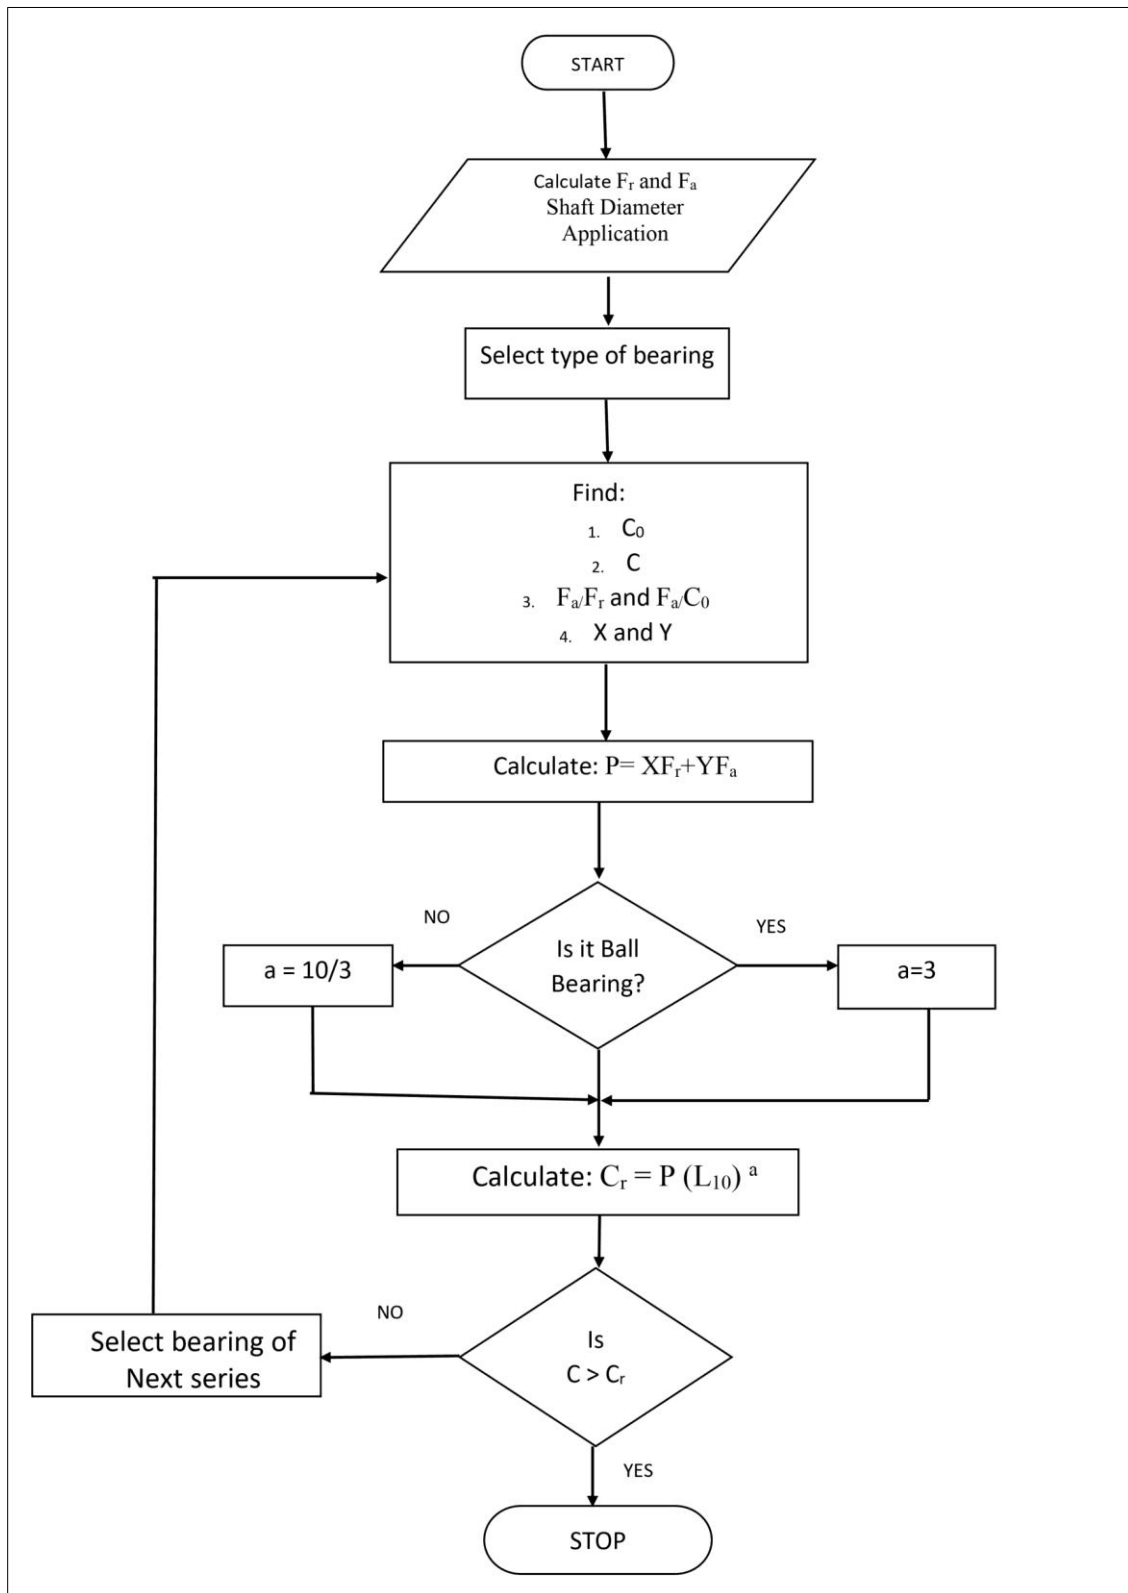 START
Calculate Fr and Fa
Shaft Diameter
Application
Select type of bearing
Find:
1. C0
2. C
3. Fa/Fr and Fa/C0
4. X and Y
Calculate: P= XFr+YFa
NO
YES
Is it Ball
Bearing?
a = 10/3
a=3
Calculate: Cr = P (L10) a
NO
Is
C > Cr
Select bearing of
Next series
YES
STOP